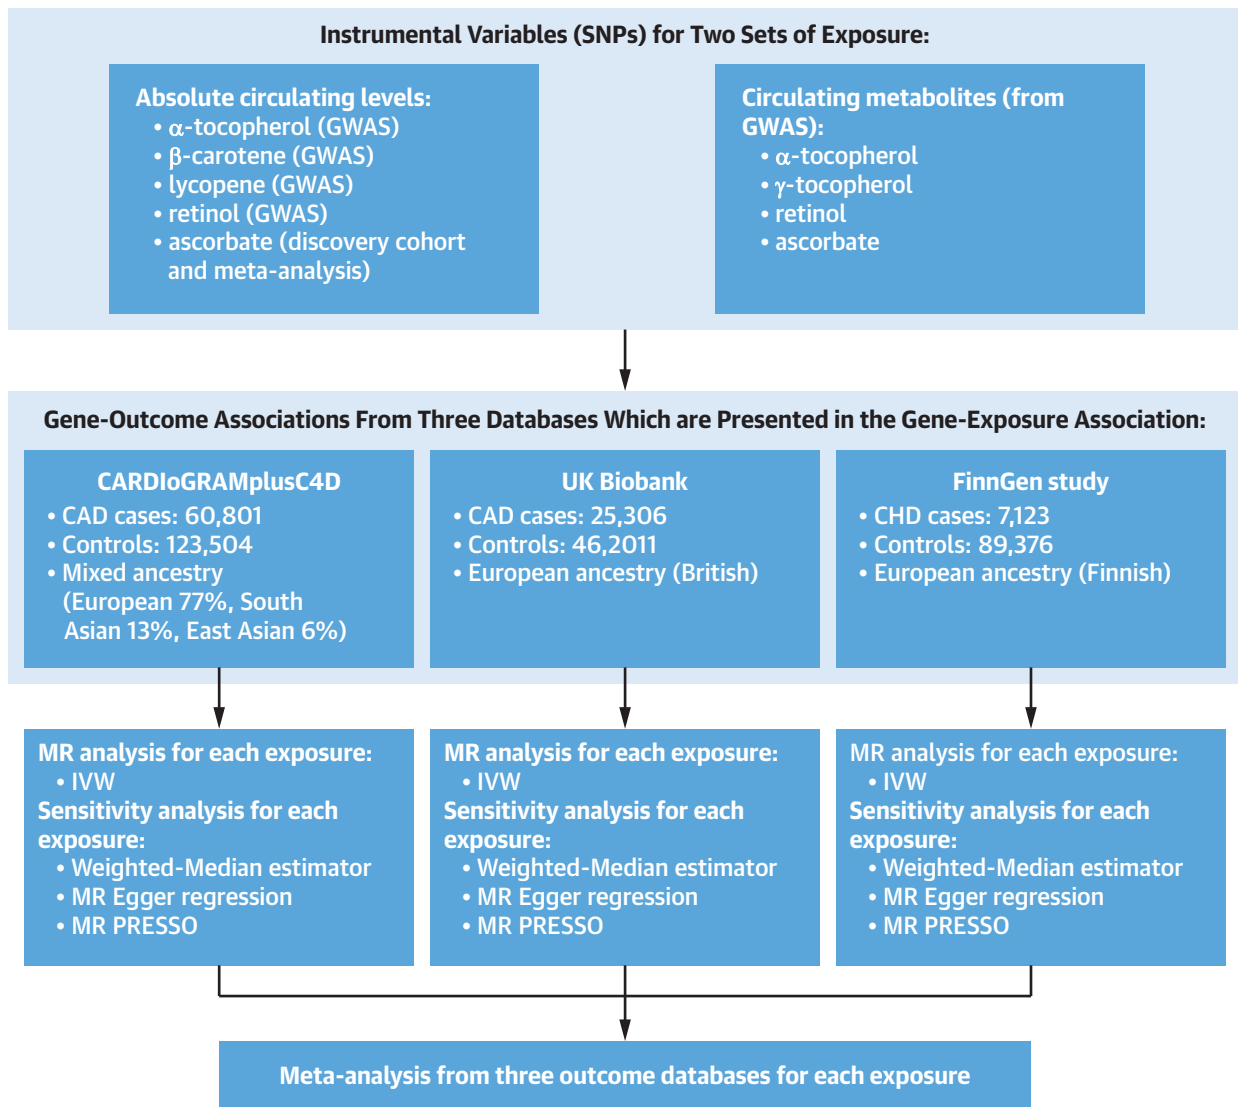 Instrumental Variables (SNPs) for Two Sets of Exposure:
Absolute circulating levels:
• α-tocopherol (GWAS)
• β-carotene (GWAS)
• lycopene (GWAS)
• retinol (GWAS)
• ascorbate (discovery cohort
and meta-analysis)
Circulating metabolites (from
GWAS):
• α-tocopherol
• γ-tocopherol
• retinol
• ascorbate
Gene-Outcome Associations From Three Databases Which are Presented in the Gene-Exposure Association:
CARDIoGRAMplusC4D
• CAD cases: 60,801
• Controls: 123,504
• Mixed ancestry
(European 77%, South
Asian 13%, East Asian 6%)
UK Biobank
• CAD cases: 25,306
• Controls: 46,2011
• European ancestry (British)
FinnGen study
• CHD cases: 7,123
• Controls: 89,376
• European ancestry (Finnish)
MR analysis for each exposure:
• IVW
Sensitivity analysis for each
exposure:
• Weighted-Median estimator
• MR Egger regression
• MR PRESSO
MR analysis for each exposure:
• IVW
Sensitivity analysis for each
exposure:
• Weighted-Median estimator
• MR Egger regression
• MR PRESSO
MR analysis for each exposure:
• IVW
Sensitivity analysis for each
exposure:
• Weighted-Median estimator
• MR Egger regression
• MR PRESSO
Meta-analysis from three outcome databases for each exposure